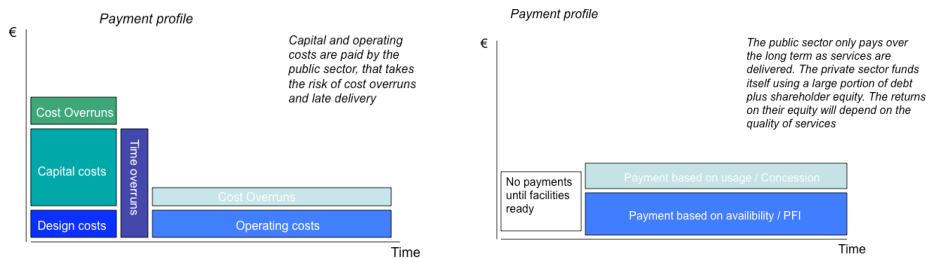 Payment profile
€
Capital and operating
costs are paid by the
public sector, that takes
the risk of cost overruns
and late delivery
Cost Overruns
Capital costs
Time overruns
Design costs
Cost Overruns
Operating costs
Time
Payment profile
€
The public sector only pays over
the long term as services are
delivered. The private sector funds
itself using a large portion of debt
plus shareholder equity. The returns
on their equity will depend on the
quality of services
No payments
until facilities
ready
Payment based on usage / Concession
Payment based on availibility / PFI
Time